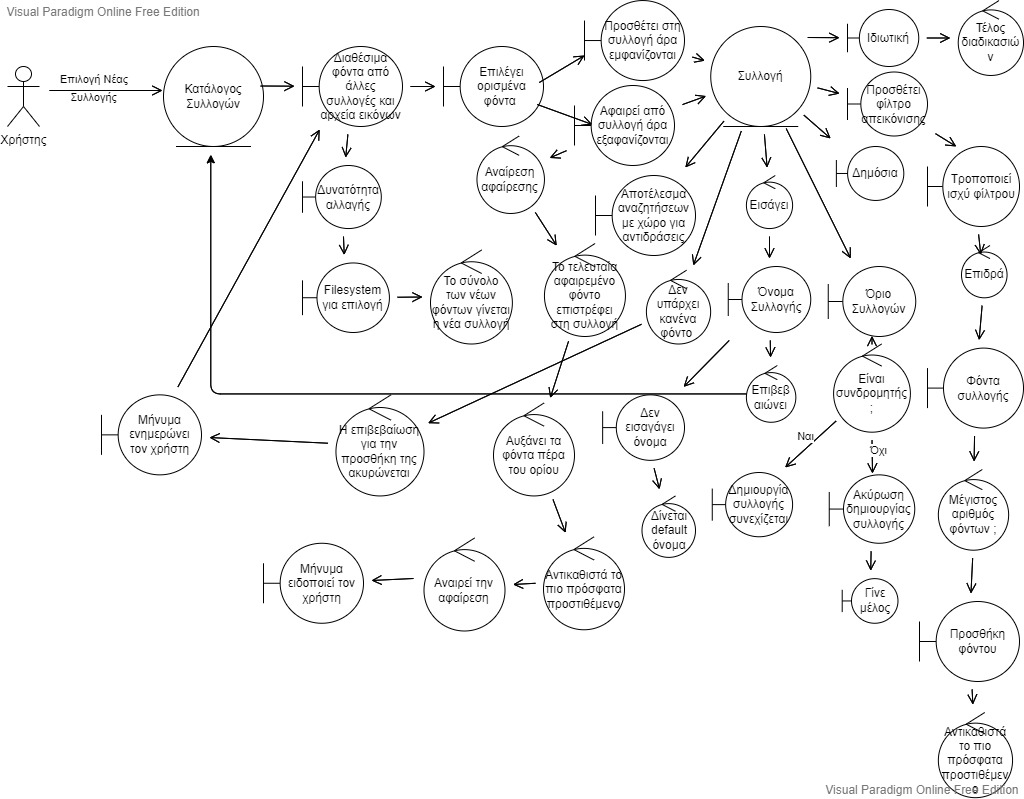 Visual Paradigm Online Free Edition
Χρήστης
Επιλογή Νέας
Συλλογής
Κατάλογος
Συλλογών
Διαθέσιμα
φόντα από
άλλες
συλλογές και
αρχεία εικόνων
Επιλέγει
ορισμένα
φόντα
Προσθέτει στη
συλλογή άρα
εμφανίζονται
Αφαιρεί από
συλλογή άρα
εξαφανίζονται
Συλλογή
Ιδιωτική
Τέλος
διαδικασιώ
ν
Προσθέτει
φίλτρο
απεικόνισης
Δημόσια
Τροποποιεί
ισχύ φίλτρου
Δυνατότητα
αλλαγής
Αναίρεση
αφαίρεσης
Αποτέλεσμα
αναζητήσεων
με χώρο για
αντιδράσεις
Εισάγει
Επιδρά
Filesystem
για επιλογή
Το σύνολο
των νέων
φόντων γίνεται
η νέα συλλογή
Το τελευταία
αφαιρεμένο
φόντο
επιστρέφει
στη συλλογή
Δεν
υπάρχει
κανένα
φόντο
Όνομα
Συλλογής
Όριο
Συλλογών
Μήνυμα
ενημερώνει
τον χρήστη
Η επιβεβαίωση
για την
προσθήκη της
ακυρώνεται
Αυξάνει τα
φόντα πέρα
του ορίου
Δεν
εισαγάγει
όνομα
Επιβεβ
αιώνει
Είναι
συνδρομητής
;
Φόντα
συλλογής
Ναι
Όχι
Δίνεται
default
όνομα
Δημιουργία
συλλογής
συνεχίζεται
Ακύρωση
δημιουργίας
συλλογής
Μέγιστος
αριθμός
φόντων ;
Μήνυμα
ειδοποιεί τον
χρήστη
Αναιρεί την
αφαίρεση
Αντικαθιστά το
πιο πρόσφατα
προστιθέμενο
Γίνε
μέλος
Προσθήκη
φόντου
Αντικαθιστά
το πιο
πρόσφατα
προστιθέμεν
ο
Visual Paradigm Online Free Edition